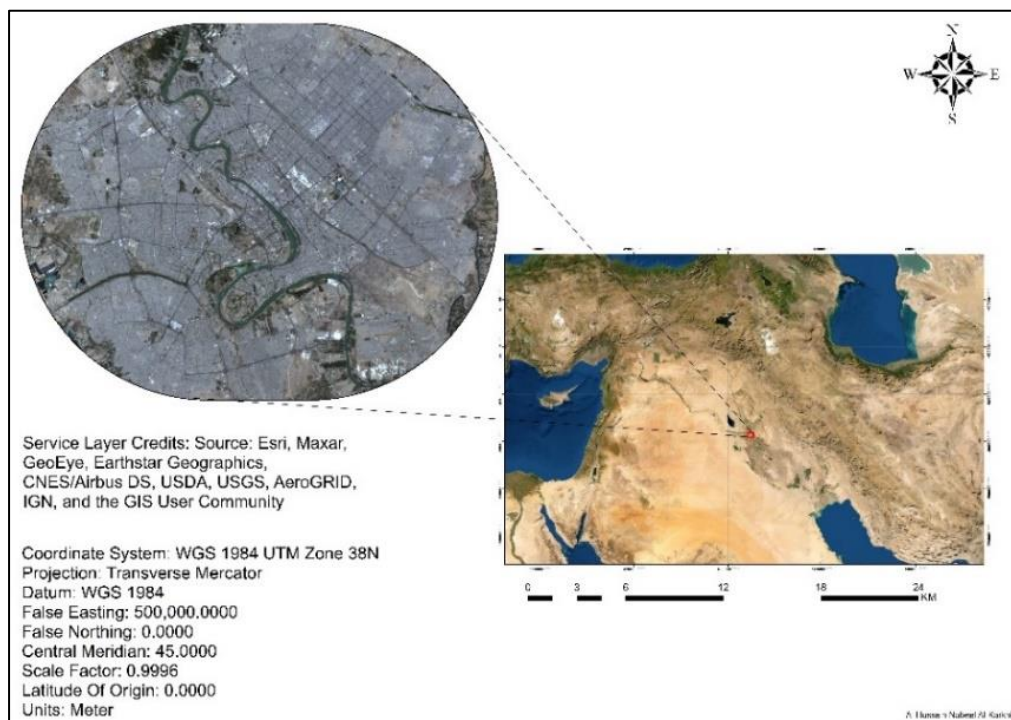 N
W E
S
Service Layer Credits: Source: Esri, Maxar,
GeoEye, Earthstar Geographics,
CNES/Airbus DS, USDA, USGS, AeroGRID,
IGN, and the GIS User Community
Coordinate System: WGS 1984 UTM Zone 38N
Projection: Transverse Mercator
Datum: WGS 1984
False Easting: 500,000.0000
False Northing: 0.0000
Central Meridian: 45.0000
Scale Factor: 0.9996
Latitude Of Origin: 0.0000
Units: Meter
0 3 6 12 18 24
KM